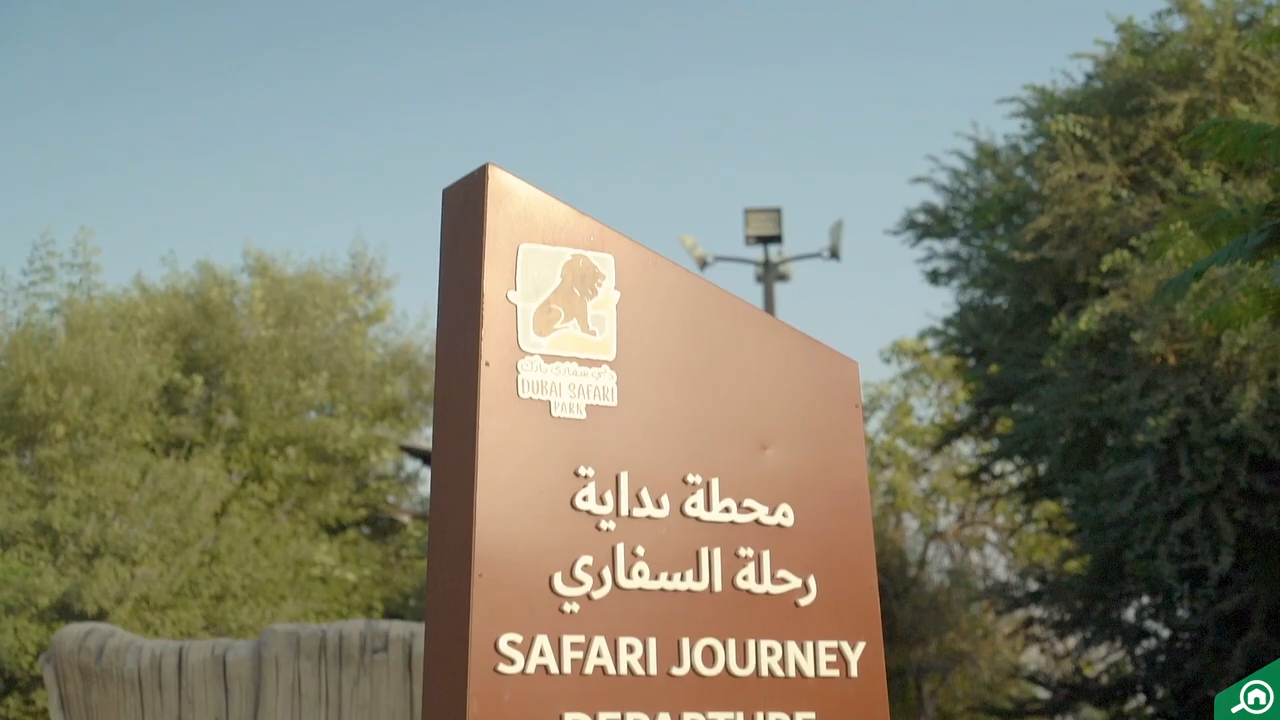 دبي سفاري بارك
DUBAI SAFARI
PARK
محطة بداية
رحلة السفاري
SAFARI JOURNEY
DEPARTURE